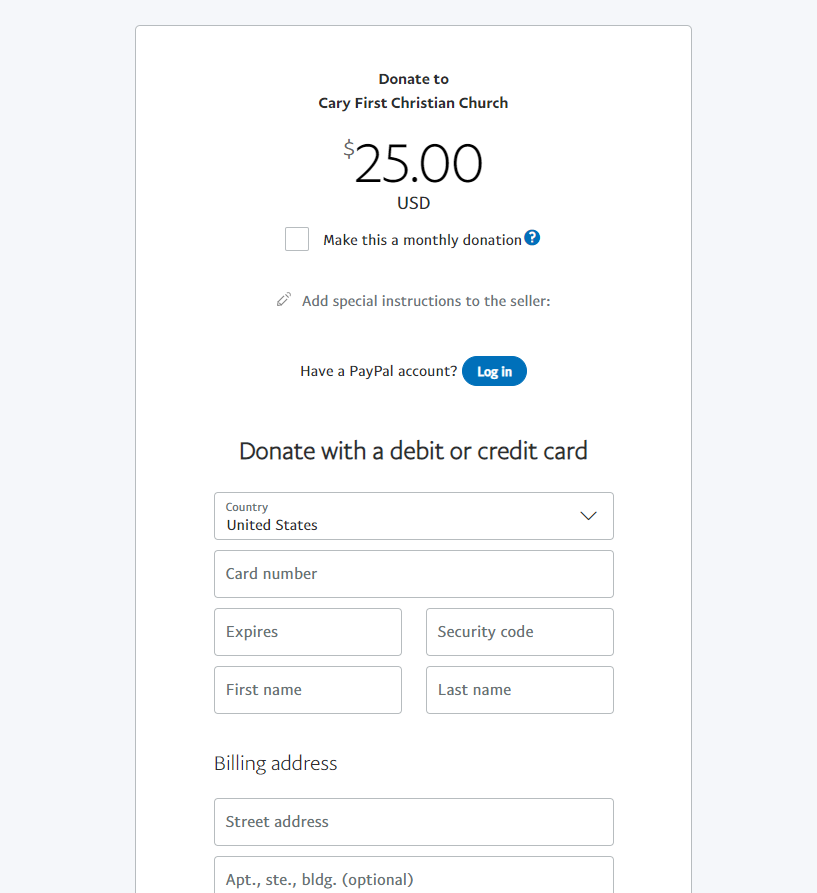 Donate to
Cary First Christian Church
$25.00
USD
Make this a monthly donation ?
Add special instructions to the seller:
Have a PayPal account? Log in
Donate with a debit or credit card
Country
United States
Card number
Expires Security code
First name Last name
Billing address
Street address
Apt., ste., bldg. (optional)